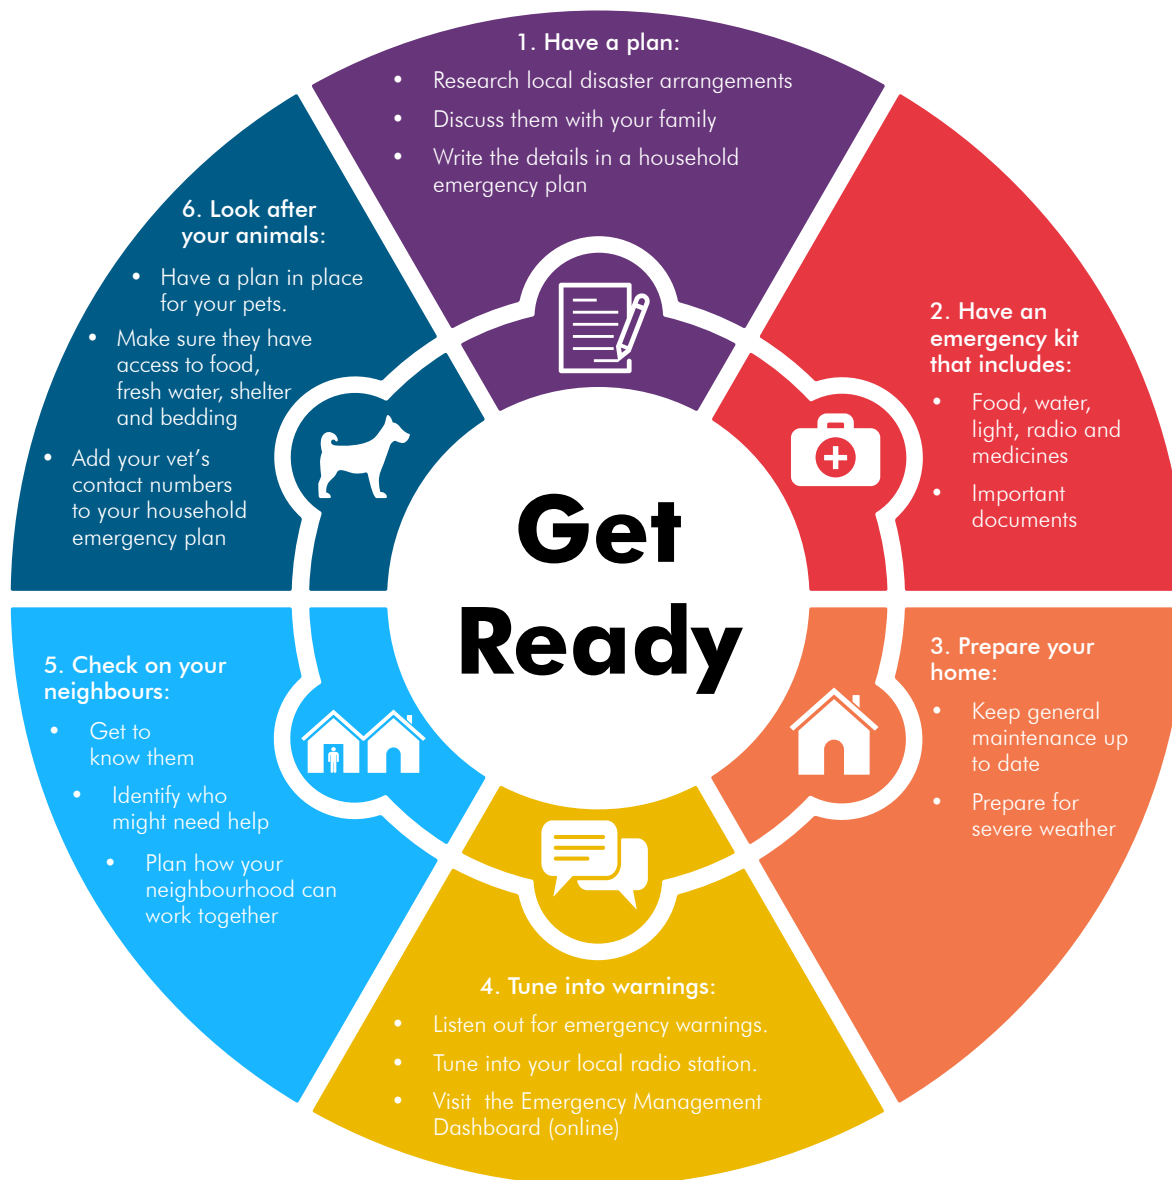 Get
Ready
1. Have a plan:
• Research local disaster arrangements
• Discuss them with your family
• Write the details in a household
emergency plan
2. Have an
emergency kit
that includes:
• Food, water,
light, radio and
medicines
• Important
documents
3. Prepare your
home:
• Keep general
maintenance up
to date
• Prepare for
severe weather
4. Tune into warnings:
• Listen out for emergency warnings.
• Tune into your local radio station.
• Visit the Emergency Management
Dashboard (online)
5. Check on your
neighbours:
• Get to
know them
• Identify who
might need help
• Plan how your
neighbourhood can
work together
6. Look after
your animals:
• Have a plan in place
for your pets.
• Make sure they have
access to food,
fresh water, shelter
and bedding
• Add your vet's
contact numbers
to your household
emergency plan